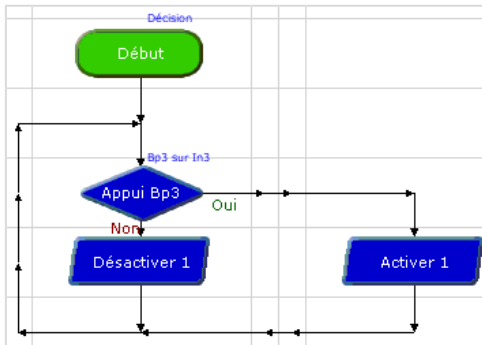 Décision
Début
Bp3 sur In3
Appui Bp3
Oui
Non
Désactiver 1
Activer 1